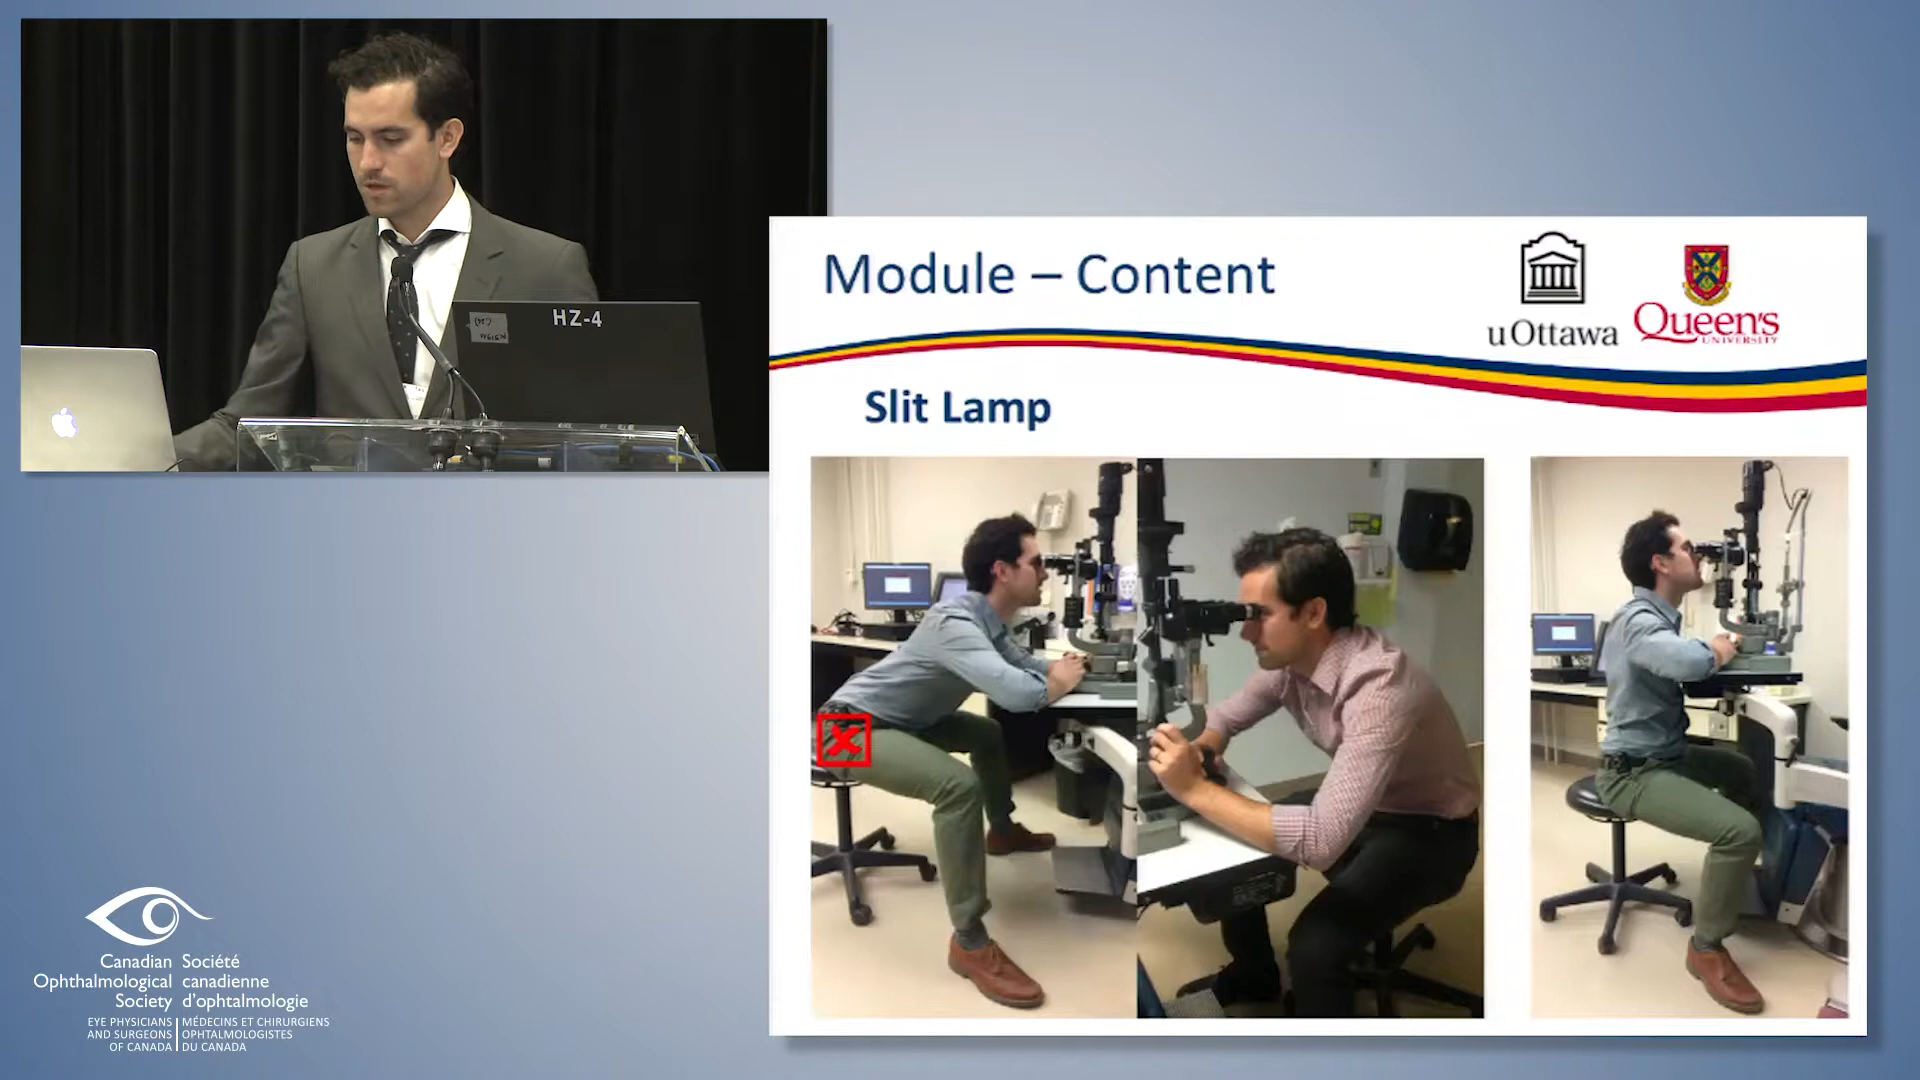 HZ-4
Module – Content
uOttawa
Queen's
UNIVERSITY
Slit Lamp
Canadian Ophthalmological Society
Société canadienne d'ophtalmologie
EYE PHYSICIANS AND SURGEONS OF CANADA
MÉDECINS ET CHIRURGIENS OPHTALMOLOGISTES DU CANADA